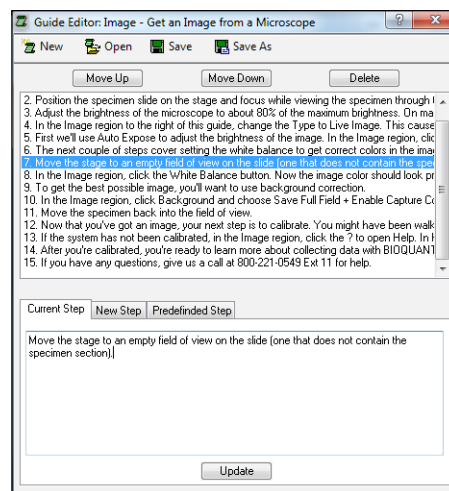 Guide Editor: Image - Get an Image from a Microscope
New Open Save Save As
Move Up Move Down Delete
2. Position the specimen slide on the stage and focus while viewing the specimen through
3. Adjust the brightness of the microscope to about 80% of the maximum brightness. On ma
4. In the Image region to the right of this guide, change the Type to Live Image. This cause
5. First we'll use Auto Expose to adjust the brightness of the image. In the Image region, clic
6. The next couple of steps cover setting the white balance to get correct colors in the imag
7. Move the stage to an empty field of view on the slide (one that does not contain the spec
8. In the Image region, click the White Balance button. Now the image color should look pr
9. To get the best possible image, you'll want to use background correction.
10. In the Image region, click Background and choose Save Full Field + Enable Capture Co
11. Move the specimen back into the field of view.
12. Now that you've got an image, your next step is to calibrate. You might have been walk
13. If the system has not been calibrated, in the Image region, click the ? to open Help. In H
14. After you're calibrated, you're ready to learn more about collecting data with BIOQUANT
15. If you have any questions, give us a call at 800-221-0549 Ext 11 for help.
Current Step New Step Predefined Step
Move the stage to an empty field of view on the slide (one that does not contain the
specimen section).
Update